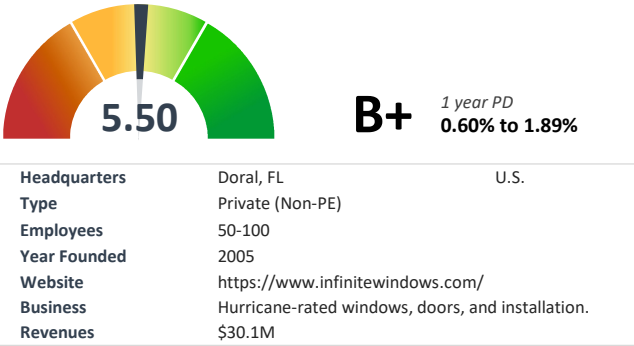 5.50
B+
1 year PD
0.60% to 1.89%
Headquarters Doral, FL U.S.
Type Private (Non-PE)
Employees 50-100
Year Founded 2005
Website https://www.infinitewindows.com/
Business Hurricane-rated windows, doors, and installation.
Revenues $30.1M